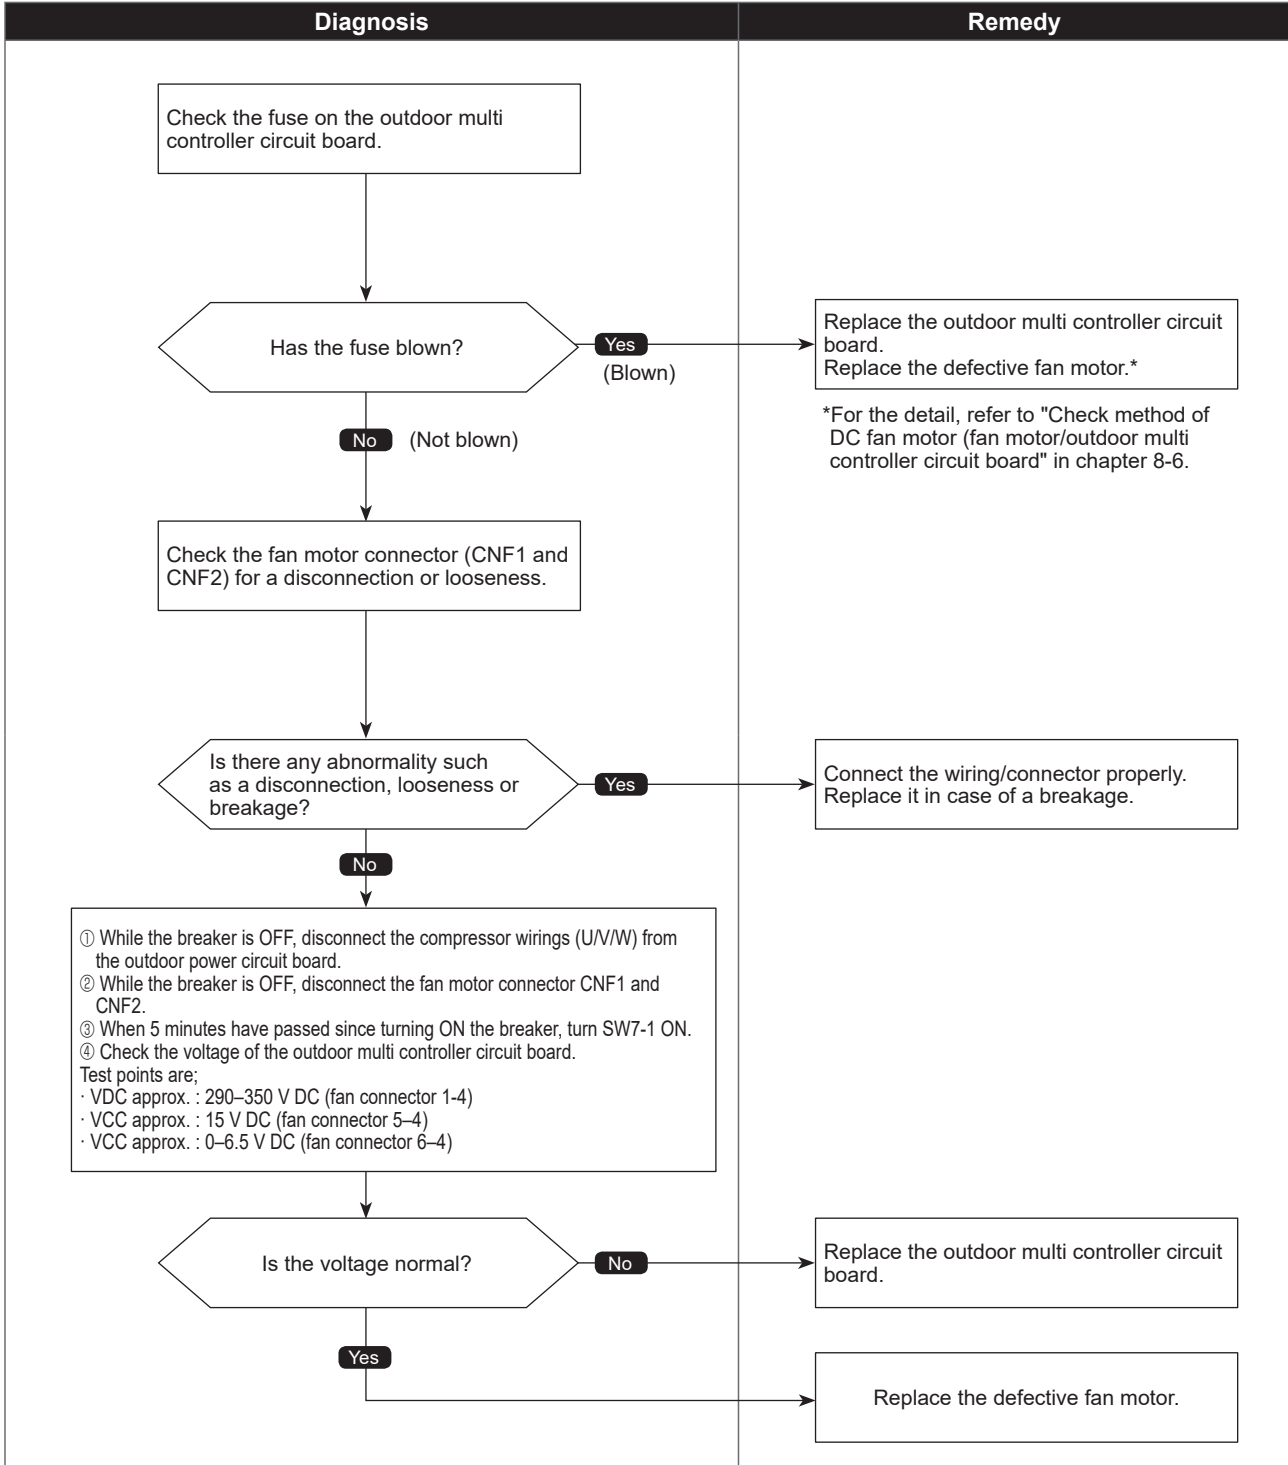 Diagnosis
Remedy
Check the fuse on the outdoor multi
controller circuit board.
Has the fuse blown?
Yes
(Blown)
Replace the outdoor multi controller circuit
board.
Replace the defective fan motor.*
*For the detail, refer to "Check method of
DC fan motor (fan motor/outdoor multi
controller circuit board" in chapter 8-6.
No
(Not blown)
Check the fan motor connector (CNF1 and
CNF2) for a disconnection or looseness.
Is there any abnormality such
as a disconnection, looseness or
breakage?
Yes
Connect the wiring/connector properly.
Replace it in case of a breakage.
No
① While the breaker is OFF, disconnect the compressor wirings (U/V/W) from
the outdoor power circuit board.
② While the breaker is OFF, disconnect the fan motor connector CNF1 and
CNF2.
③ When 5 minutes have passed since turning ON the breaker, turn SW7-1 ON.
④ Check the voltage of the outdoor multi controller circuit board.
Test points are;
· VDC approx. : 290–350 V DC (fan connector 1-4)
· VCC approx. : 15 V DC (fan connector 5–4)
· VCC approx. : 0–6.5 V DC (fan connector 6–4)
Is the voltage normal?
No
Replace the outdoor multi controller circuit
board.
Yes
Replace the defective fan motor.